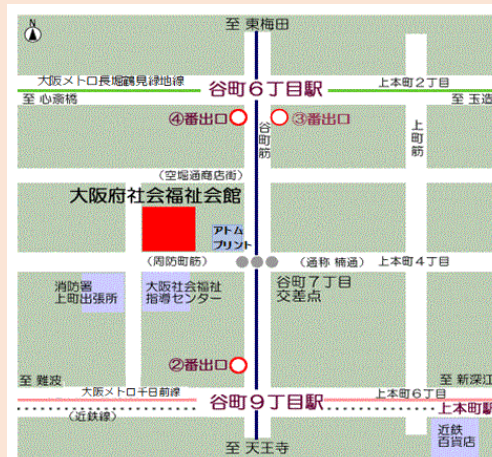 至 東梅田
N
大阪メトロ長堀鶴見緑地線
谷町6丁目駅
上本町2丁目
至 心斎橋
至 玉造
④番出口
③番出口
谷町筋
上町筋
(空堀通商店街)
大阪府社会福祉会館
アトム
プリント
(周防町筋)
(通称 楠通)
上本町4丁目
消防署
上町出張所
大阪社会福祉
指導センター
谷町7丁目
交差点
②番出口
至 難波
至 新深江
大阪メトロ千日前線
谷町9丁目駅
上本町6丁目
(近鉄線)
上本町駅
近鉄
百貨店
至 天王寺